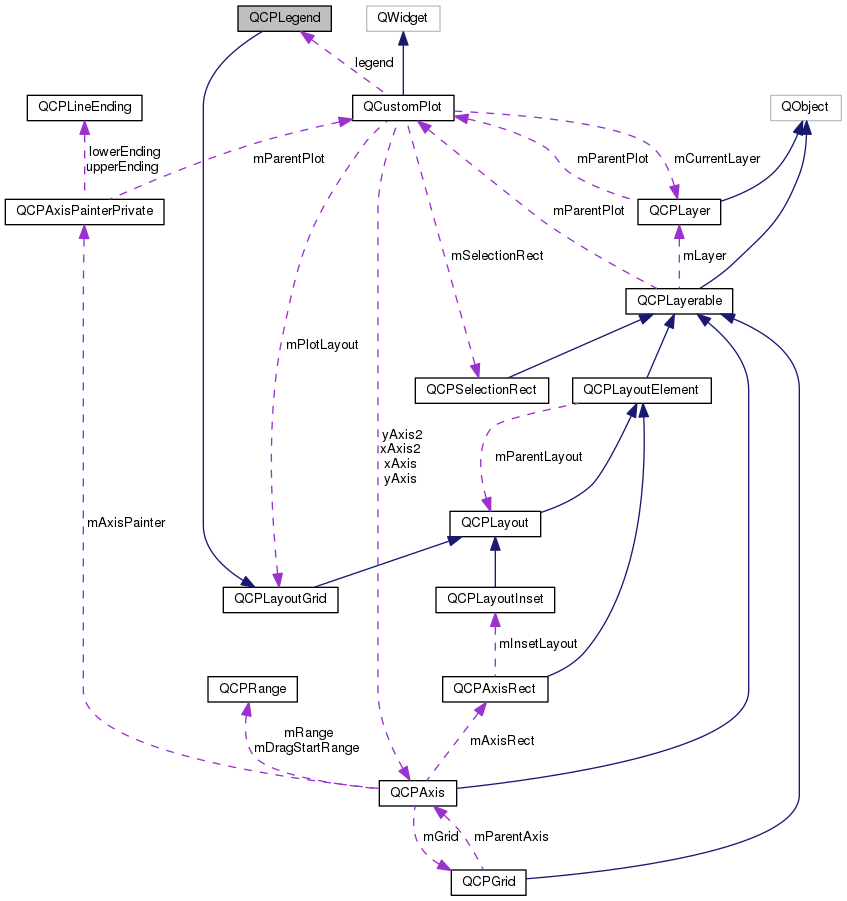 QCPLegend
QWidget
legend
QCPLineEnding
QCustomPlot
QObject
lowerEnding
upperEnding
mParentPlot
mParentPlot
mCurrentLayer
QCPAxisPainterPrivate
mParentPlot
QCPLayer
mSelectionRect
mLayer
QCPLayerable
mPlotLayout
QCPSelectionRect
QCPLayoutElement
yAxis2
xAxis2
xAxis
yAxis
mParentLayout
mAxisPainter
QCPLayout
QCPLayoutGrid
QCPLayoutInset
mInsetLayout
QCPRange
QCPAxisRect
mRange
mDragStartRange
mAxisRect
QCPAxis
mGrid
mParentAxis
QCPGrid